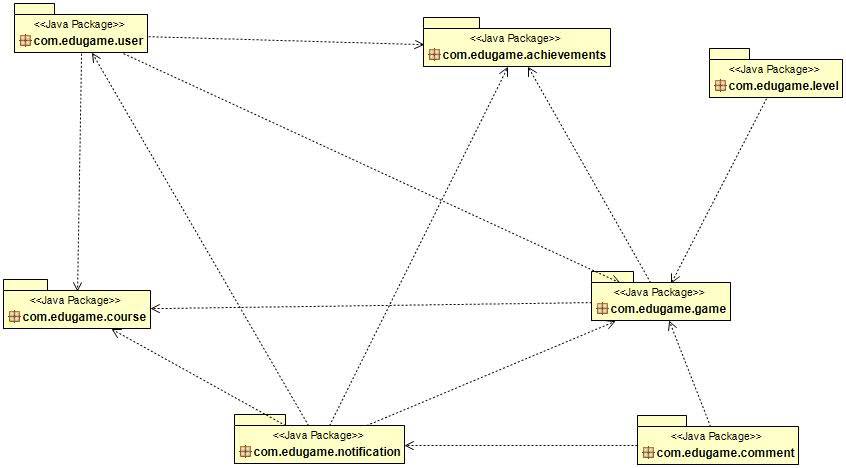 <<Java Package>>
com.edugame.user
<<Java Package>>
com.edugame.achievements
<<Java Package>>
com.edugame.level
<<Java Package>>
com.edugame.course
<<Java Package>>
com.edugame.game
<<Java Package>>
com.edugame.notification
<<Java Package>>
com.edugame.comment